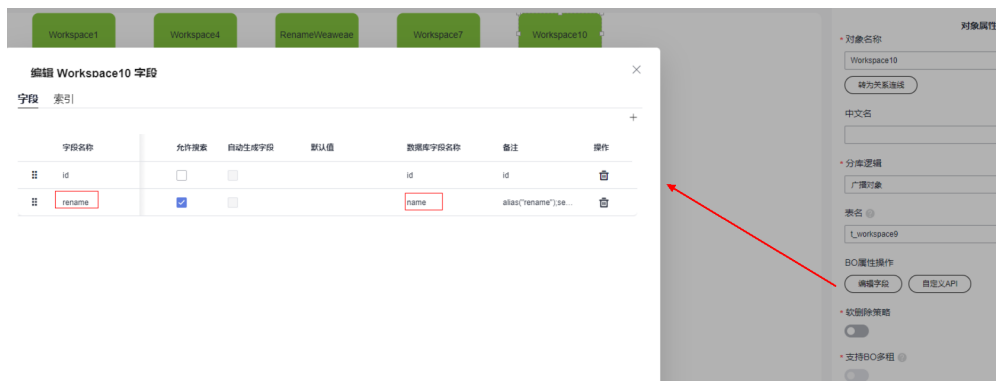 Workspace1
Workspace4
RenameWeaweae
Workspace7
Workspace10
编辑 Workspace10 字段
字段
索引
字段名称
允许搜索
自动生成字段
默认值
数据库字段名称
备注
操作
id
id
id
rename
name
alias("rename");se...
对象属性
* 对象名称
Workspace10
转为关系连线
中文名
* 分库逻辑
广播对象
表名
t_workspace9
BO属性操作
编辑字段
自定义API
* 软删除策略
* 支持BO多租